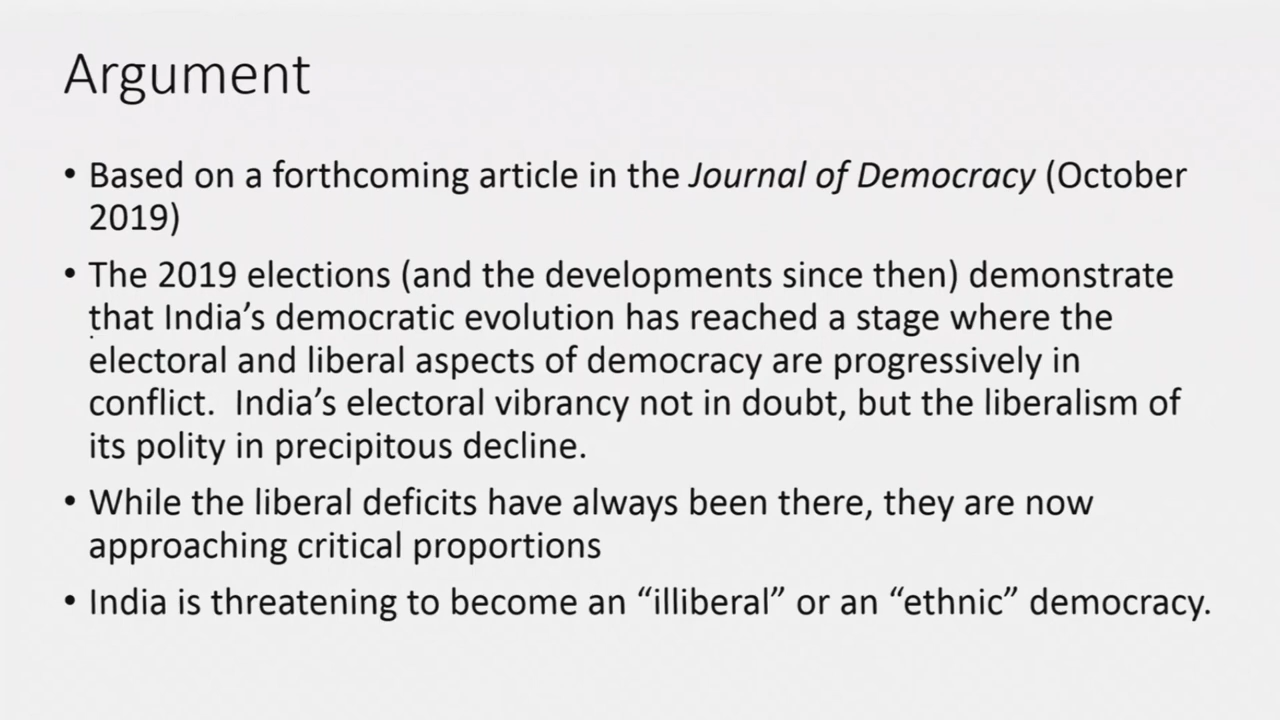 Argument
• Based on a forthcoming article in the Journal of Democracy (October
2019)
• The 2019 elections (and the developments since then) demonstrate
that India’s democratic evolution has reached a stage where the
electoral and liberal aspects of democracy are progressively in
conflict.  India’s electoral vibrancy not in doubt, but the liberalism of
its polity in precipitous decline.
• While the liberal deficits have always been there, they are now
approaching critical proportions
• India is threatening to become an “illiberal” or an “ethnic” democracy.